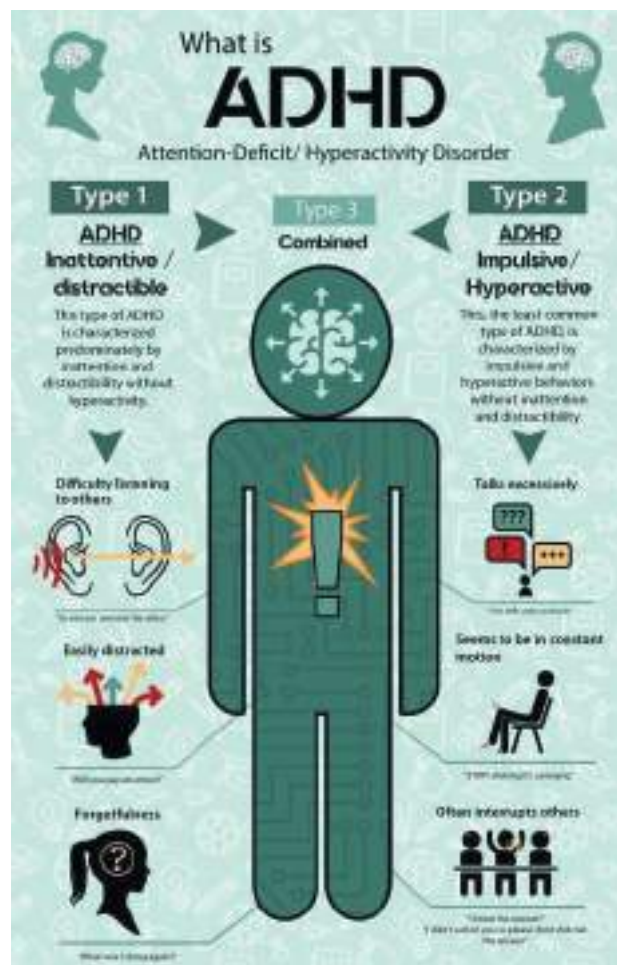 What is
ADHD
Attention-Deficit/ Hyperactivity Disorder
Type 1
ADHD
Inattentive /
distractible
This type of ADHD
is characterized
predominately by
inattention and
distractibility without
hyperactivity.
Difficulty listening
to others
Easily distracted
Forgetfulness
Type 3
Combined
Type 2
ADHD
Impulsive/
Hyperactive
This, the least common
type of ADHD, is
characterized by
impulsive and
hyperactive behaviors
without inattention
and distractibility.
Talks excessively
???
!
Seems to be in constant
motion
Often interrupts others
!
?